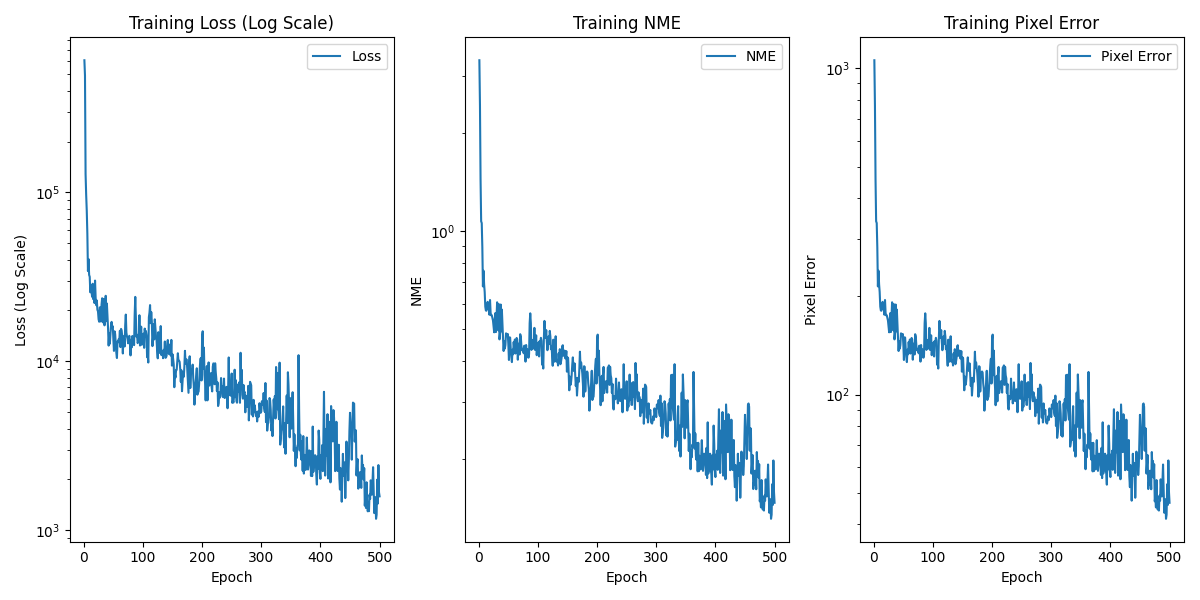 Training Loss (Log Scale)
Loss
Loss (Log Scale)
10^5
10^4
10^3
0 100 200 300 400 500
Epoch
Training NME
NME
NME
10^0
0 100 200 300 400 500
Epoch
Training Pixel Error
Pixel Error
Pixel Error
10^3
10^2
0 100 200 300 400 500
Epoch